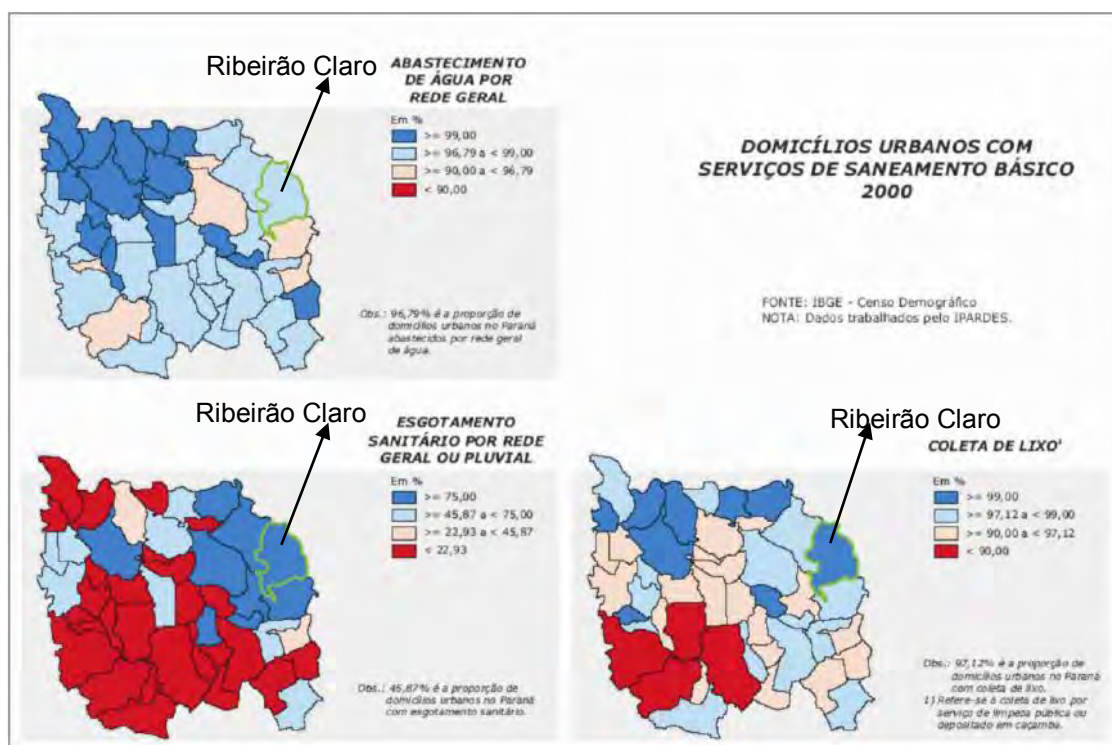 Ribeirão Claro
ABASTECIMENTO
DE ÁGUA POR
REDE GERAL
Em %
>= 99,00
>= 96,79 a < 99,00
>= 90,00 a < 96,79
< 90,00
Obs.: 96,79% é a proporção de
domicílios urbanos no Paraná
abastecidos por rede geral
de água.
DOMICÍLIOS URBANOS COM
SERVIÇOS DE SANEAMENTO BÁSICO
2000
FONTE: IBGE - Censo Demográfico
NOTA: Dados trabalhados pelo IPARDES.
Ribeirão Claro
ESGOTAMENTO
SANITÁRIO POR REDE
GERAL OU PLUVIAL
Em %
>= 75,00
>= 45,87 a < 75,00
>= 22,93 a < 45,87
< 22,93
Obs.: 45,87% é a proporção de
domicílios urbanos no Paraná
com esgotamento sanitário.
Ribeirão Claro
COLETA DE LIXO¹
Em %
>= 99,00
>= 97,12 a < 99,00
>= 90,00 a < 97,12
< 90,00
Obs.: 97,12% é a proporção de
domicílios urbanos no Paraná
com coleta de lixo.
1) Refere-se à coleta de lixo por
serviço de limpeza pública ou
depositado em caçamba.